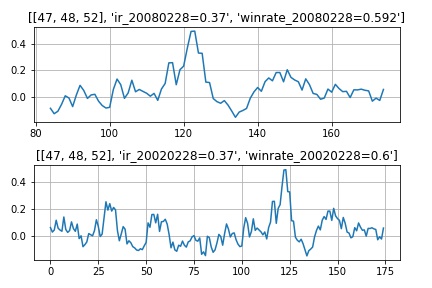 [[47, 48, 52], 'ir_20080228=0.37', 'winrate_20080228=0.592']
0.4
0.2
0.0
80 100 120 140 160
[[47, 48, 52], 'ir_20020228=0.37', 'winrate_20020228=0.6']
0.4
0.2
0.0
0 25 50 75 100 125 150 175